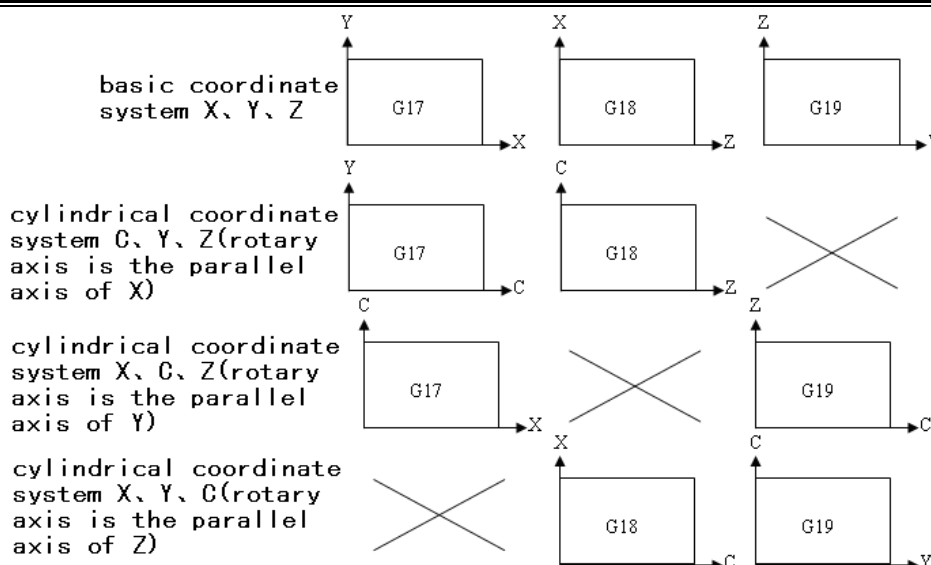 Y X Z
basic coordinate
system X、Y、Z
G17 G18 G19
X Z
Y C
cylindrical coordinate
system C、Y、Z(rotary
axis is the parallel
axis of X)
G17 G18
C Z
C Z
cylindrical coordinate
system X、C、Z(rotary
axis is the parallel
axis of Y)
G17 G19
X C
X C
cylindrical coordinate
system X、Y、C(rotary
axis is the parallel
axis of Z)
G18 G19
C Y